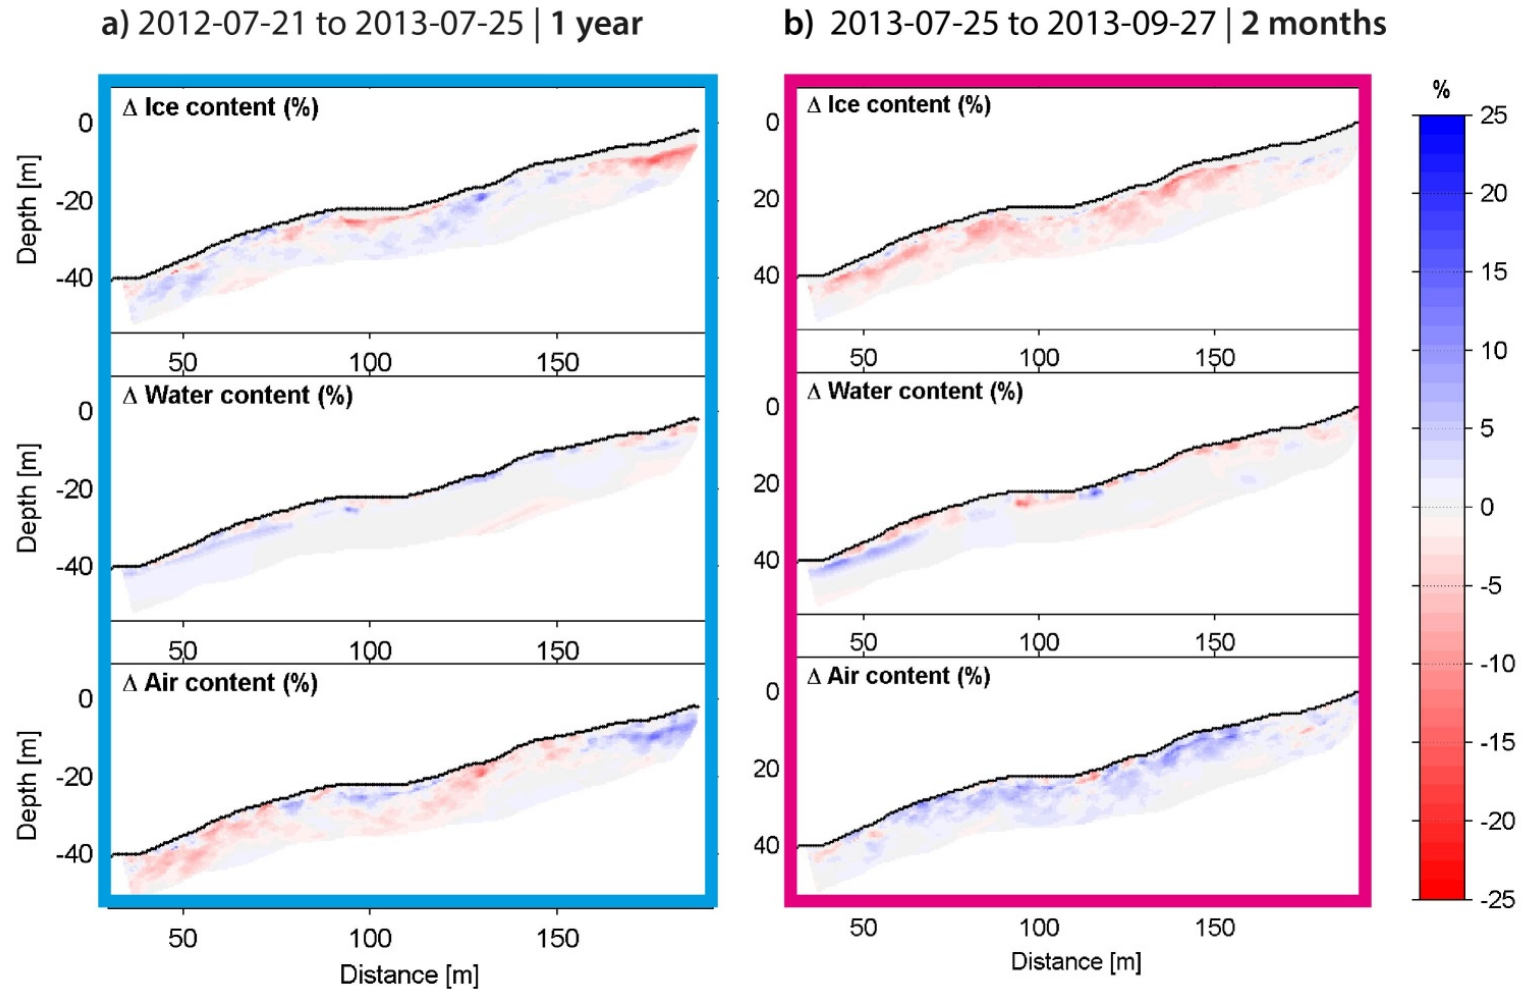 a) 2012-07-21 to 2013-07-25 | 1 year
b) 2013-07-25 to 2013-09-27 | 2 months
Δ Ice content (%)
0
-20
-40
Depth [m]
50 100 150
Δ Water content (%)
0
-20
-40
Depth [m]
50 100 150
Δ Air content (%)
0
-20
-40
Depth [m]
50 100 150
Distance [m]
Δ Ice content (%)
0
20
40
50 100 150
Δ Water content (%)
0
20
40
50 100 150
Δ Air content (%)
0
20
40
50 100 150
Distance [m]
%
25
20
15
10
5
0
-5
-10
-15
-20
-25